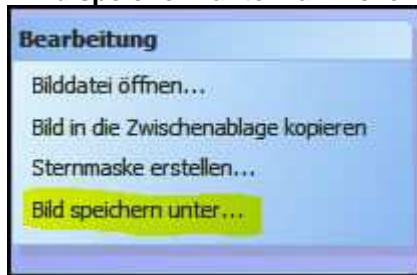 Bearbeitung
Bilddatei öffnen...
Bild in die Zwischenablage kopieren
Sternmaske erstellen...
Bild speichern unter...